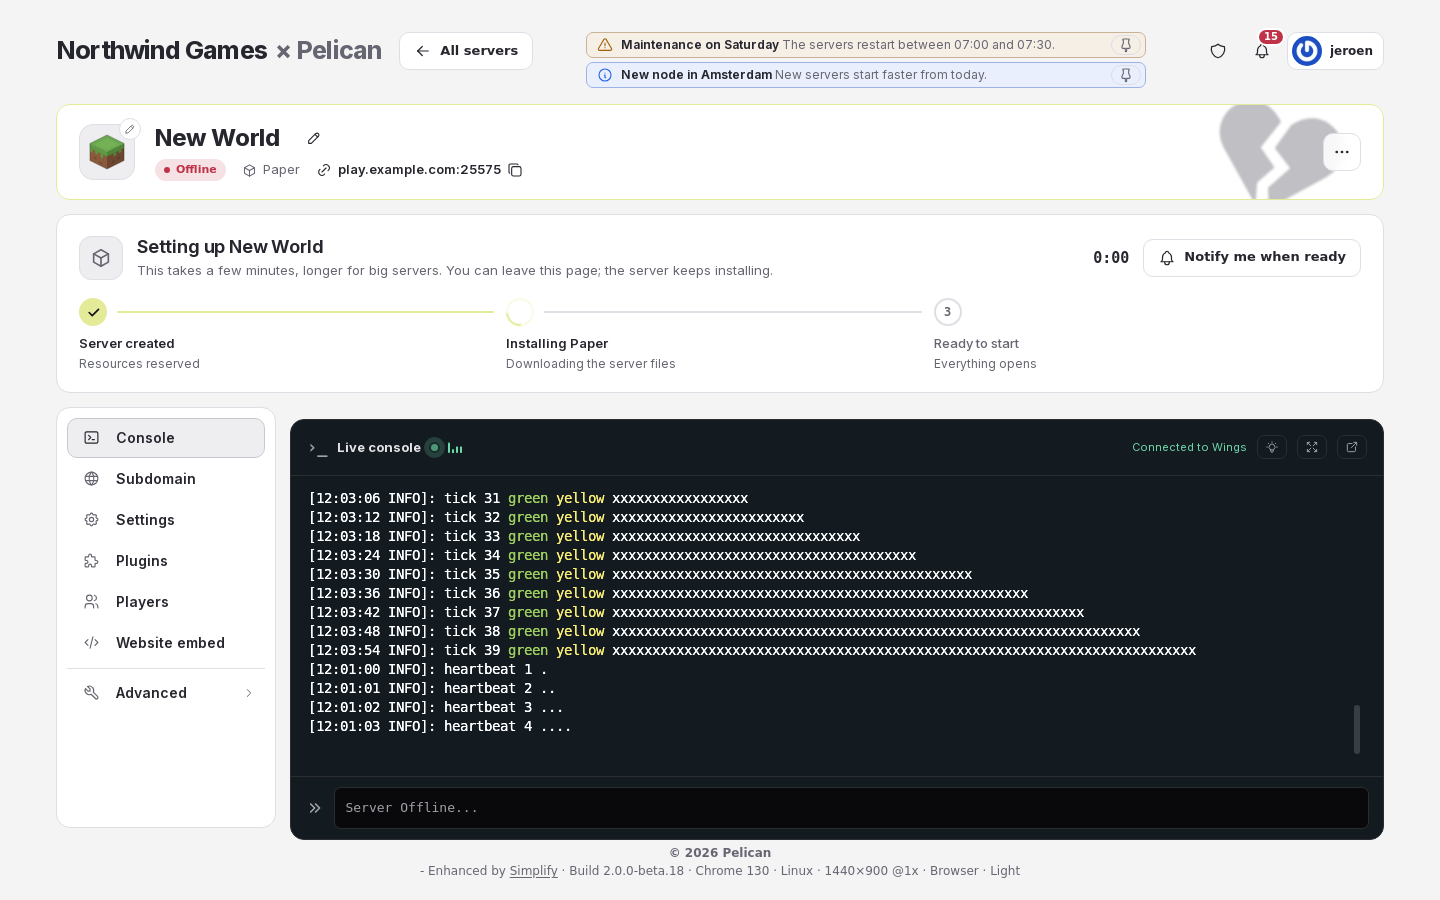 Northwind Games × Pelican
All servers
Maintenance on Saturday The servers restart between 07:00 and 07:30.
New node in Amsterdam New servers start faster from today.
15
jeroen
New World
Offline
Paper
play.example.com:25575
Setting up New World
This takes a few minutes, longer for big servers. You can leave this page; the server keeps installing.
0:00
Notify me when ready
3
Server created
Installing Paper
Ready to start
Resources reserved
Downloading the server files
Everything opens
Console
Subdomain
Settings
Plugins
Players
Website embed
Advanced
>_ Live console
Connected to Wings
[12:03:06 INFO]: tick 31 green yellow xxxxxxxxxxxxxxxxx
[12:03:12 INFO]: tick 32 green yellow xxxxxxxxxxxxxxxxxxxxxxxx
[12:03:18 INFO]: tick 33 green yellow xxxxxxxxxxxxxxxxxxxxxxxxxxxxxxx
[12:03:24 INFO]: tick 34 green yellow xxxxxxxxxxxxxxxxxxxxxxxxxxxxxxxxxxxxxx
[12:03:30 INFO]: tick 35 green yellow xxxxxxxxxxxxxxxxxxxxxxxxxxxxxxxxxxxxxxxxxxxxx
[12:03:36 INFO]: tick 36 green yellow xxxxxxxxxxxxxxxxxxxxxxxxxxxxxxxxxxxxxxxxxxxxxxxxxxxx
[12:03:42 INFO]: tick 37 green yellow xxxxxxxxxxxxxxxxxxxxxxxxxxxxxxxxxxxxxxxxxxxxxxxxxxxxxxxxxxx
[12:03:48 INFO]: tick 38 green yellow xxxxxxxxxxxxxxxxxxxxxxxxxxxxxxxxxxxxxxxxxxxxxxxxxxxxxxxxxxxxxxxxxx
[12:03:54 INFO]: tick 39 green yellow xxxxxxxxxxxxxxxxxxxxxxxxxxxxxxxxxxxxxxxxxxxxxxxxxxxxxxxxxxxxxxxxxxxxxxxxx
[12:01:00 INFO]: heartbeat 1 .
[12:01:01 INFO]: heartbeat 2 ..
[12:01:02 INFO]: heartbeat 3 ...
[12:01:03 INFO]: heartbeat 4 ....
Server Offline...
© 2026 Pelican
- Enhanced by Simplify · Build 2.0.0-beta.18 · Chrome 130 · Linux · 1440×900 @1x · Browser · Light